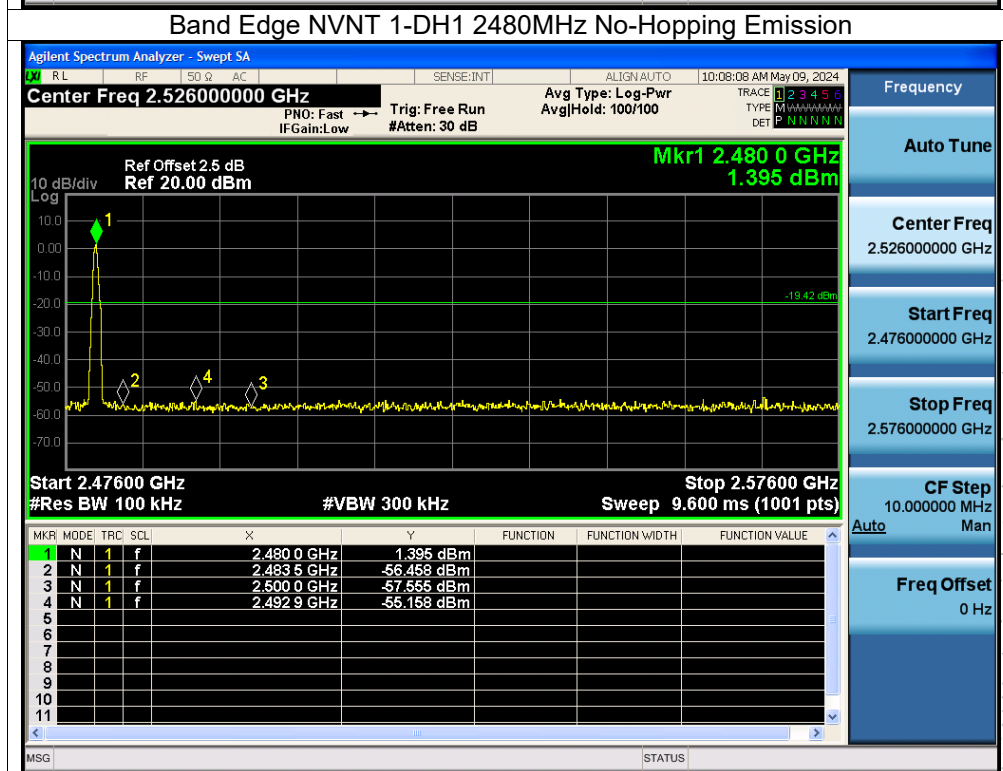 Band Edge NVNT 1-DH1 2480MHz No-Hopping Emission
Agilent Spectrum Analyzer - Swept SA
LXI RL RF 50 Ω AC SENSE:INT ALIGNAUTO 10:08:08 AM May 09, 2024
Center Freq 2.526000000 GHz
PNO: Fast
IFGain:Low
Trig: Free Run
#Atten: 30 dB
Avg Type: Log-Pwr
Avg|Hold: 100/100
TRACE 1 2 3 4 5 6
TYPE M
DET P N N N N N
Frequency
Auto Tune
Center Freq
2.526000000 GHz
Start Freq
2.476000000 GHz
Stop Freq
2.576000000 GHz
CF Step
10.000000 MHz
Auto Man
Freq Offset
0 Hz
Mkr1 2.480 0 GHz
1.395 dBm
Ref Offset 2.5 dB
10 dB/div Ref 20.00 dBm
Log
10.0
0.00
-10.0
-20.0
-30.0
-40.0
-50.0
-60.0
-70.0
1
-19.42 dBm
2
4
3
Start 2.47600 GHz Stop 2.57600 GHz
#Res BW 100 kHz #VBW 300 kHz Sweep 9.600 ms (1001 pts)
MKR MODE TRC SCL X Y FUNCTION FUNCTION WIDTH FUNCTION VALUE
1 N 1 f 2.480 0 GHz 1.395 dBm
2 N 1 f 2.483 5 GHz -56.458 dBm
3 N 1 f 2.500 0 GHz -57.555 dBm
4 N 1 f 2.492 9 GHz -55.158 dBm
5
6
7
8
9
10
11
MSG STATUS